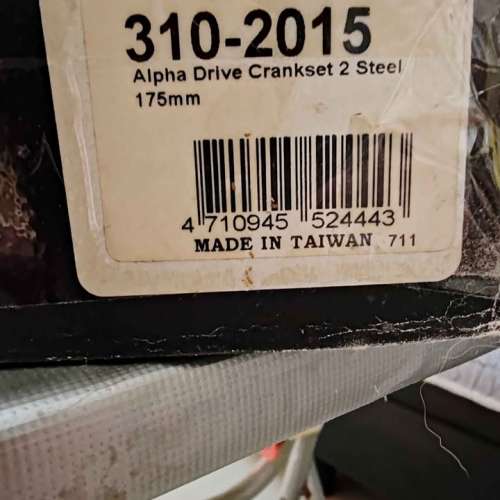 310-2015
Alpha Drive Crankset 2 Steel
175mm
4 710945 524443
MADE IN TAIWAN 711